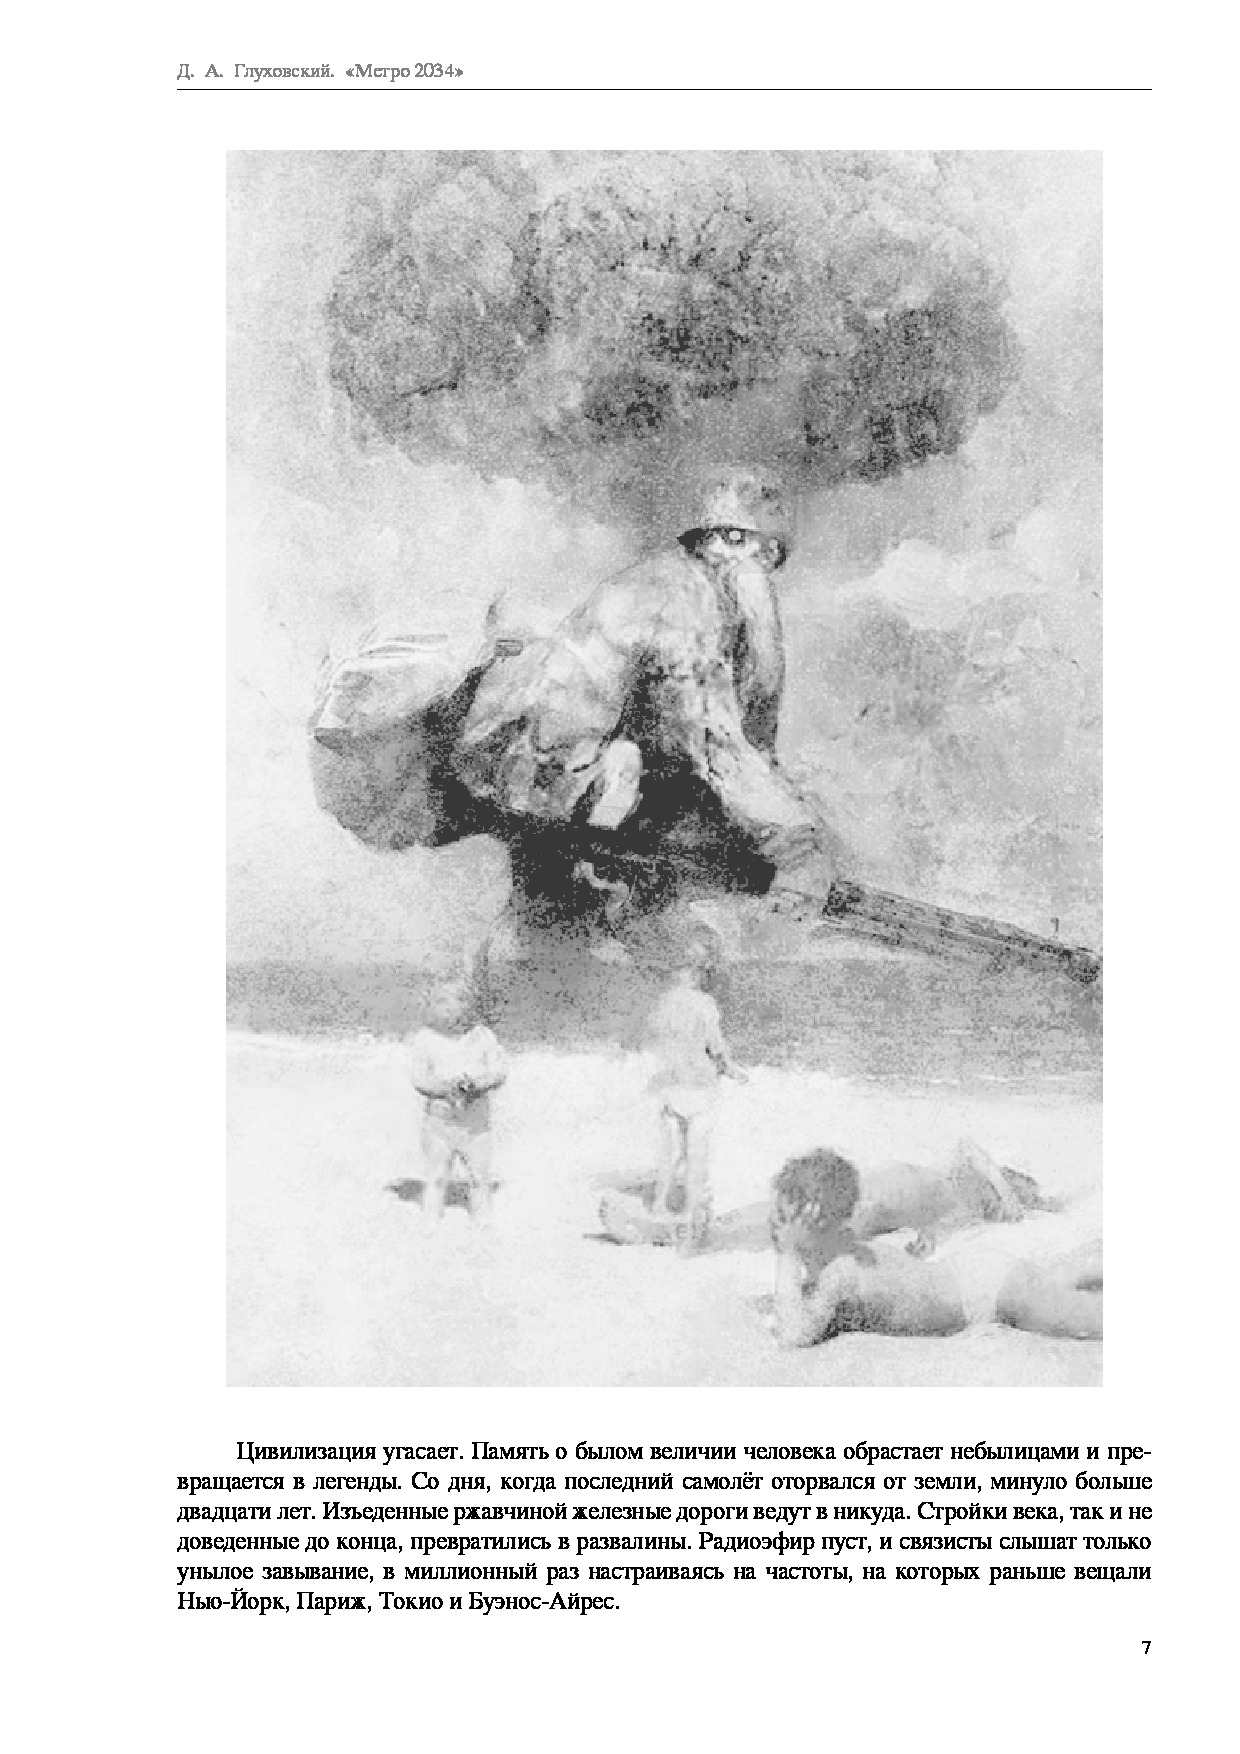 Д. А. Глуховский. «Метро 2034»
Цивилизация угасает. Память о былом величии человека обрастает небылицами и пре-
вращается в легенды. Со дня, когда последний самолёт оторвался от земли, минуло больше
двадцати лет. Изъеденные ржавчиной железные дороги ведут в никуда. Стройки века, так и не
доведенные до конца, превратились в развалины. Радиоэфир пуст, и связисты слышат только
унылое завывание, в миллионный раз настраиваясь на частоты, на которых раньше вещали
Нью-Йорк, Париж, Токио и Буэнос-Айрес.
7